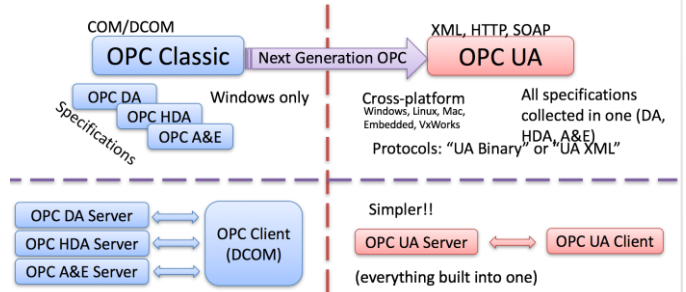 COM/DCOM
OPC Classic
Next Generation OPC
XML, HTTP, SOAP
OPC UA
OPC DA
OPC HDA
OPC A&E
Specifications
Windows only
Cross-platform
Windows, Linux, Mac,
Embedded, VxWorks
All specifications
collected in one (DA,
HDA, A&E)
Protocols: “UA Binary” or “UA XML”
OPC DA Server
OPC HDA Server
OPC A&E Server
OPC Client
(DCOM)
Simpler!!
OPC UA Server
OPC UA Client
(everything built into one)